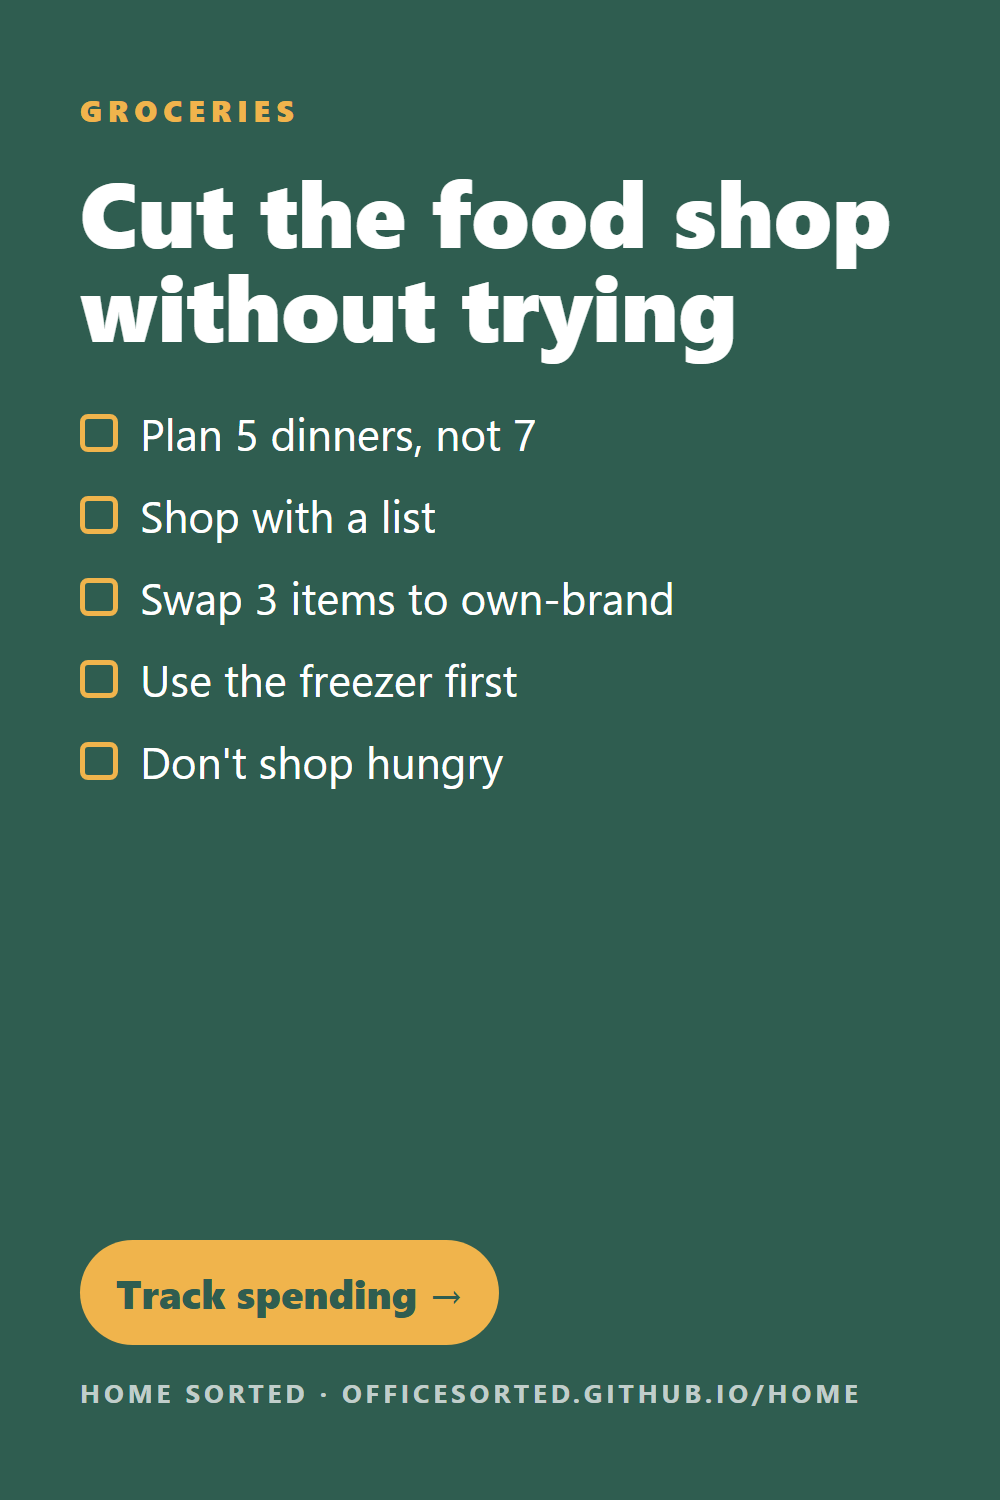 GROCERIES
Cut the food shop
without trying
Plan 5 dinners, not 7
Shop with a list
Swap 3 items to own-brand
Use the freezer first
Don't shop hungry
Track spending →
HOME SORTED · OFFICESORTED.GITHUB.IO/HOME